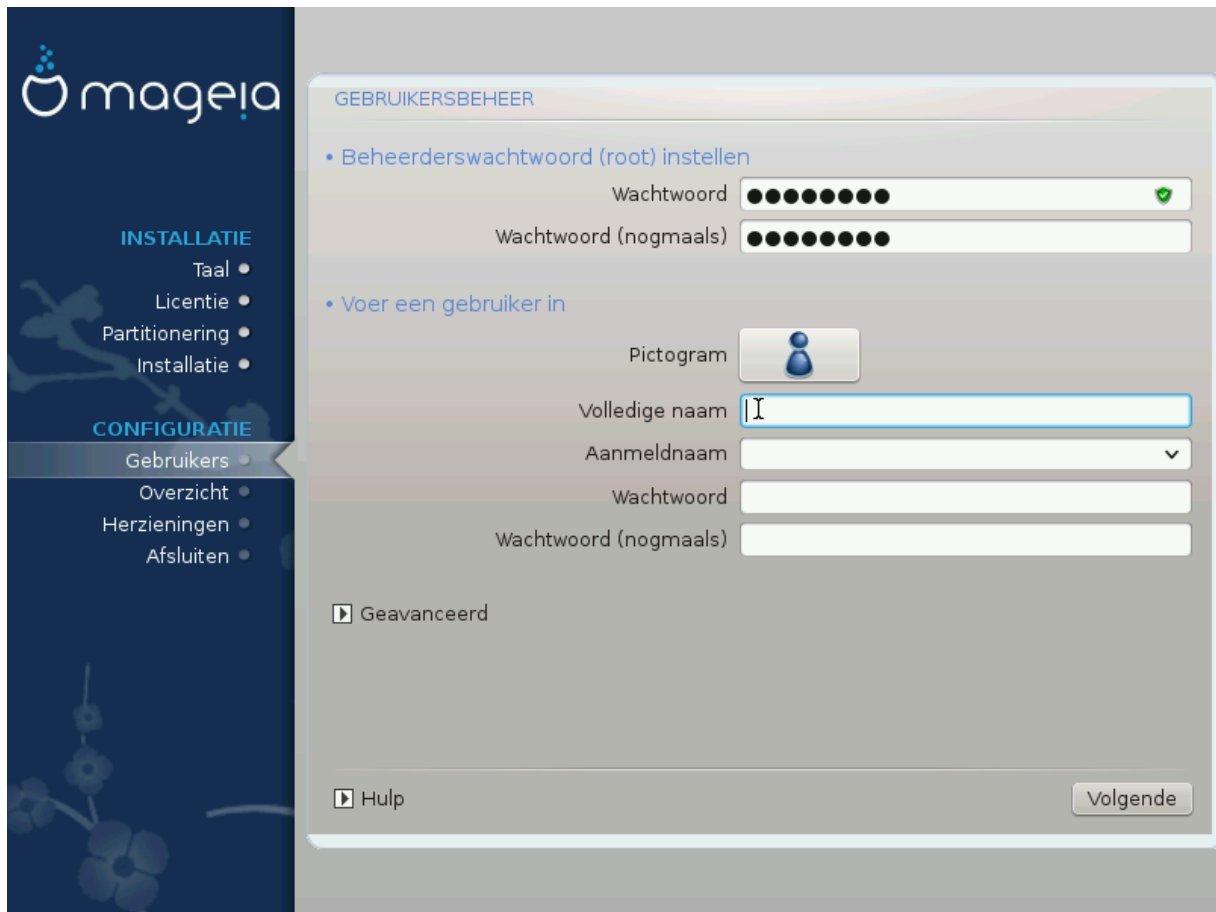 mageia
INSTALLATIE
Taal
Licentie
Partitionering
Installatie
CONFIGURATIE
Gebruikers
Overzicht
Herzieningen
Afsluiten
GEBRUIKERSBEHEER
• Beheerderswachtwoord (root) instellen
Wachtwoord ●●●●●●●●
Wachtwoord (nogmaals) ●●●●●●●●
• Voer een gebruiker in
Pictogram
Volledige naam
Aanmeldnaam
Wachtwoord
Wachtwoord (nogmaals)
Geavanceerd
Hulp
Volgende